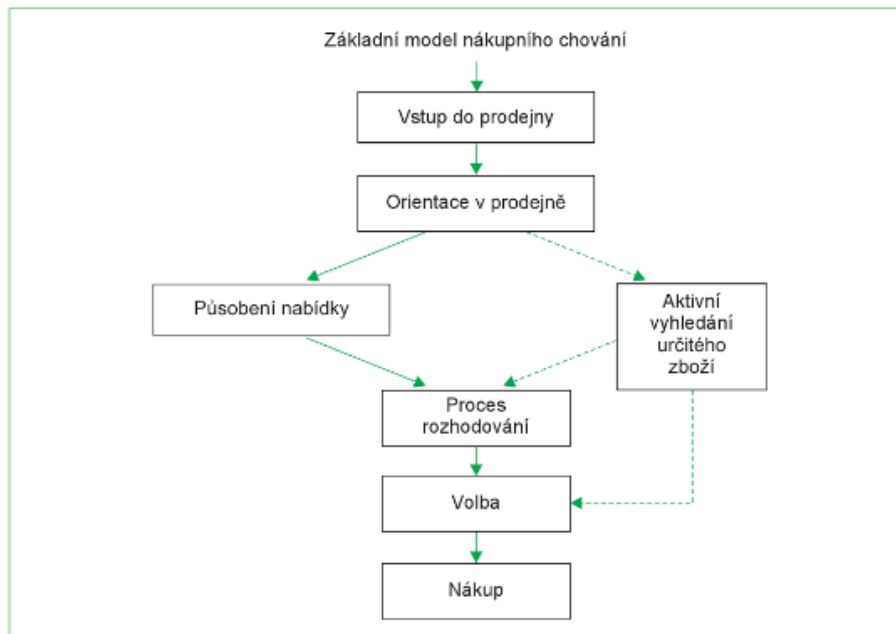 Základní model nákupního chování
Vstup do prodejny
Orientace v prodejně
Působení nabídky
Aktivní
vyhledání
určitého
zboží
Proces
rozhodování
Volba
Nákup